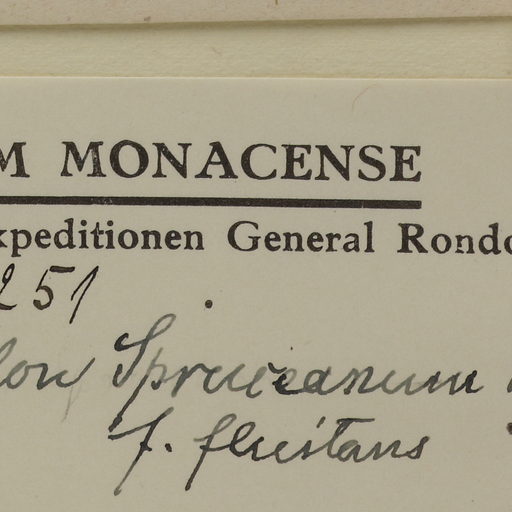 M MONACENSE
xpeditionen General Rondo
251
lon Spruceanum
f. fluitans